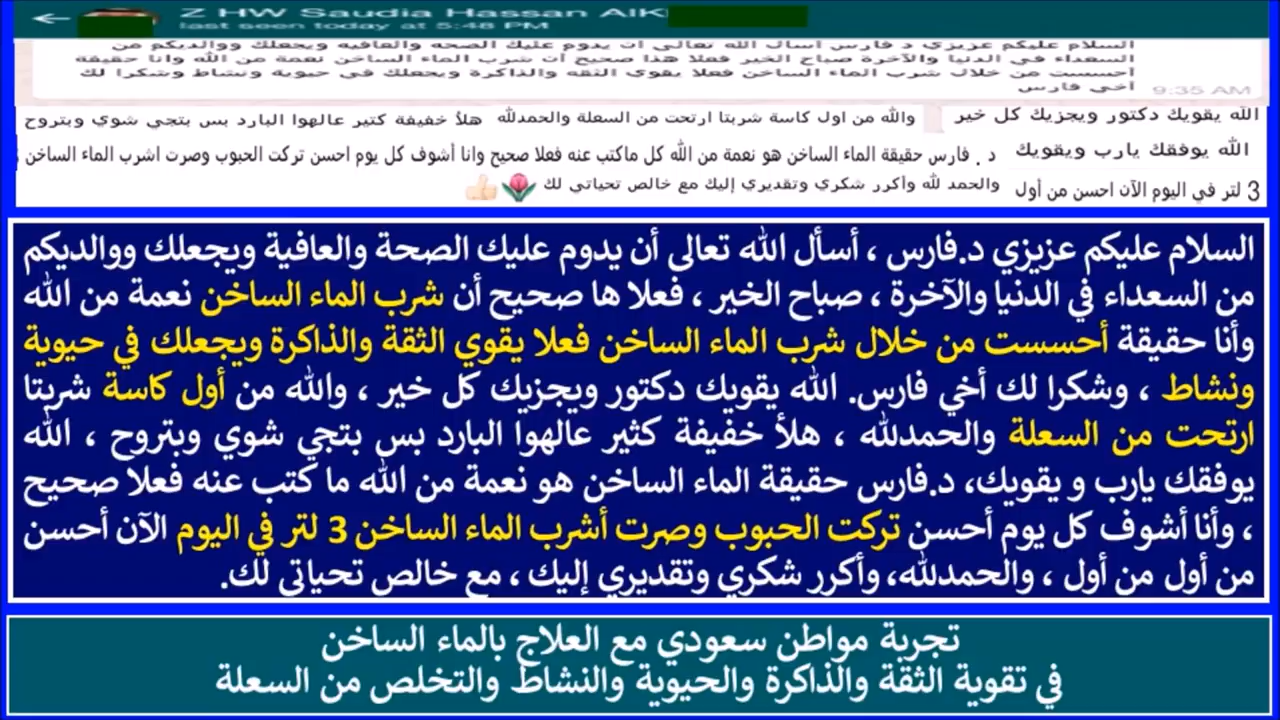 Z HW Saudia Hassan AlK
last seen today at 5:48 PM
السلام عليكم عزيزي د فارس اسال الله تعالى ان يدوم عليك الصحه والعافيه ويجعلك ووالديكم من
السعداء في الدنيا والآخرة صباح الخير فعلا هذا صحيح أن شرب الماء الساخن نعمة من الله وانا حقيقة
أحسست من خلال شرب الماء الساخن فعلا يقوي الثقه والذاكرة ويجعلك في حيوية ونشاط وشكرا لك
أخي فارس
9:35 AM
الله يقويك دكتور ويجزيك كل خير
والله من اول كاسة شربتا ارتحت من السعلة والحمدلله
هلأ خفيفة كتير عالهوا البارد بس بتجي شوي وبتروح
الله يوفقك يارب ويقويك
د . فارس حقيقة الماء الساخن هو نعمة من الله كل ماكتب عنه فعلا صحيح وانا أشوف كل يوم احسن تركت الحبوب وصرت اشرب الماء الساخن
3 لتر في اليوم الآن احسن من أول
والحمد لله وأكرر شكري وتقديري إليك مع خالص تحياتي لك 🌷👍🏻
السلام عليكم عزيزي د.فارس ، أسأل الله تعالى أن يدوم عليك الصحة والعافية ويجعلك ووالديكم
من السعداء في الدنيا والآخرة ، صباح الخير ، فعلا ها صحيح أن شرب الماء الساخن نعمة من الله
وأنا حقيقة أحسست من خلال شرب الماء الساخن فعلا يقوي الثقة والذاكرة ويجعلك في حيوية
ونشاط ، وشكرا لك أخي فارس. الله يقويك دكتور ويجزيك كل خير ، والله من أول كاسة شربتا
ارتحت من السعلة والحمدلله ، هلأ خفيفة كثير عالهوا البارد بس بتجي شوي وبتروح ، الله
يوفقك يارب و يقويك، د.فارس حقيقة الماء الساخن هو نعمة من الله ما كتب عنه فعلا صحيح
، وأنا أشوف كل يوم أحسن تركت الحبوب وصرت أشرب الماء الساخن 3 لتر في اليوم الآن أحسن
من أول من أول ، والحمدلله، وأكرر شكري وتقديري إليك ، مع خالص تحياتي لك.
تجربة مواطن سعودي مع العلاج بالماء الساخن
في تقوية الثقة والذاكرة والحيوية والنشاط والتخلص من السعلة